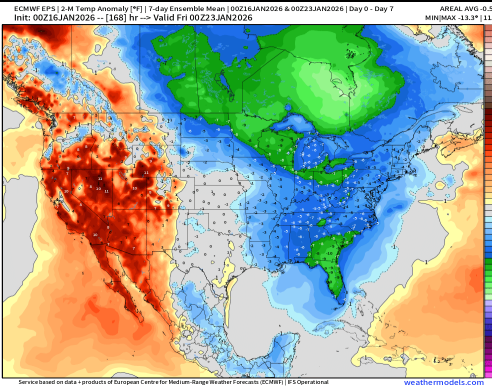 ECMWF EPS | 2-m Temp Anomaly [°F] | 7-day Ensemble Mean | 00Z16JAN2026 & 00Z23JAN2026 | Day 0 - Day 7
AREAL AVG -0.5
Init: 00Z16JAN2026 -- [168] hr --> Valid Fri 00Z23JAN2026
MIN|MAX -13.3° | 11
Service based on data + products of European Centre for Medium-Range Weather Forecasts (ECMWF) | IFS Operational
weathermodels.com